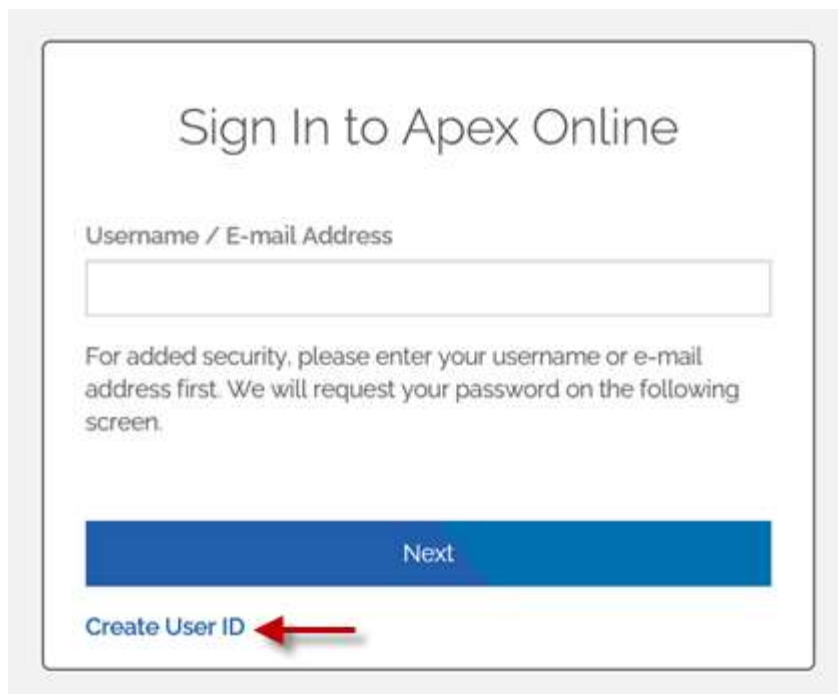 Sign In to Apex Online
Username / E-mail Address
For added security, please enter your username or e-mail
address first. We will request your password on the following
screen.
Next
Create User ID